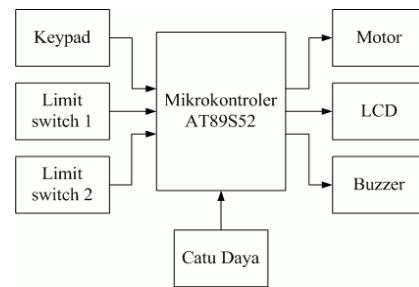 Keypad
Limit
switch 1
Limit
switch 2
Mikrokontroler
AT89S52
Motor
LCD
Buzzer
Catu Daya